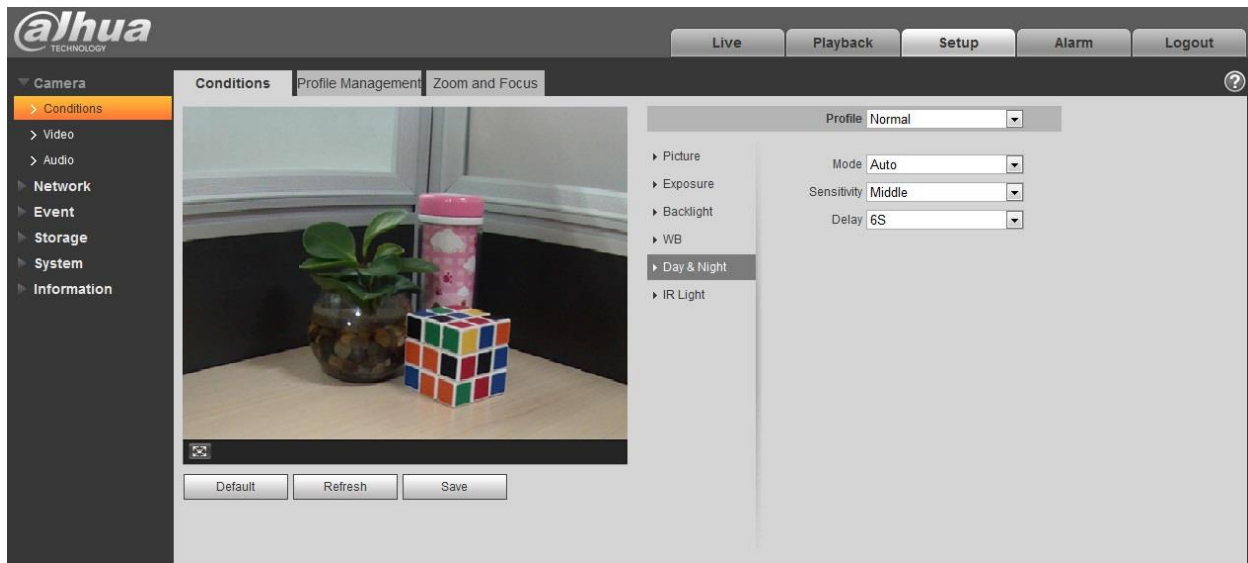 alhua
TECHNOLOGY
Live
Playback
Setup
Alarm
Logout
Camera
Conditions
Video
Audio
Network
Event
Storage
System
Information
Conditions
Profile Management
Zoom and Focus
?
Profile Normal
Picture
Exposure
Backlight
WB
Day & Night
IR Light
Mode Auto
Sensitivity Middle
Delay 6S
Default
Refresh
Save